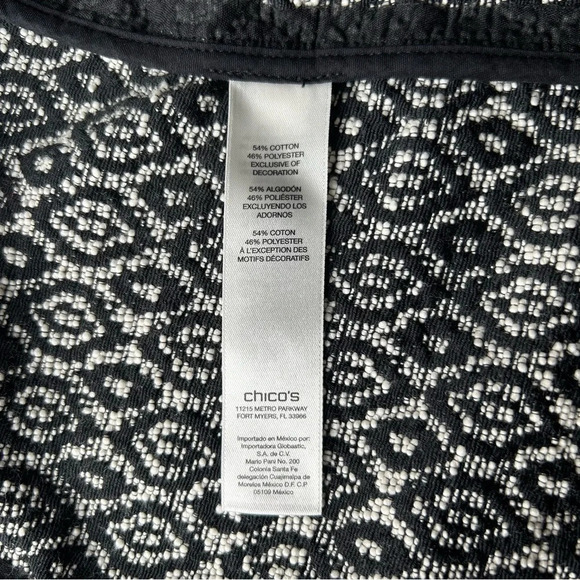 54% COTTON
46% POLYESTER
EXCLUSIVE OF
DECORATION
54% ALGODÓN
46% POLIÉSTER
EXCLUYENDO LOS
ADORNOS
54% COTON
46% POLYESTER
À L'EXCEPTION DES
MOTIFS DÉCORATIFS
chico's
11215 METRO PARKWAY
FORT MYERS, FL 33966
Importado en México por:
Importadora Globastic,
S.A. de C.V.
Mario Pani No. 200
Colonia Santa Fe
delegación Cuajimalpa de
Morelos México D.F. C.P
05109 México